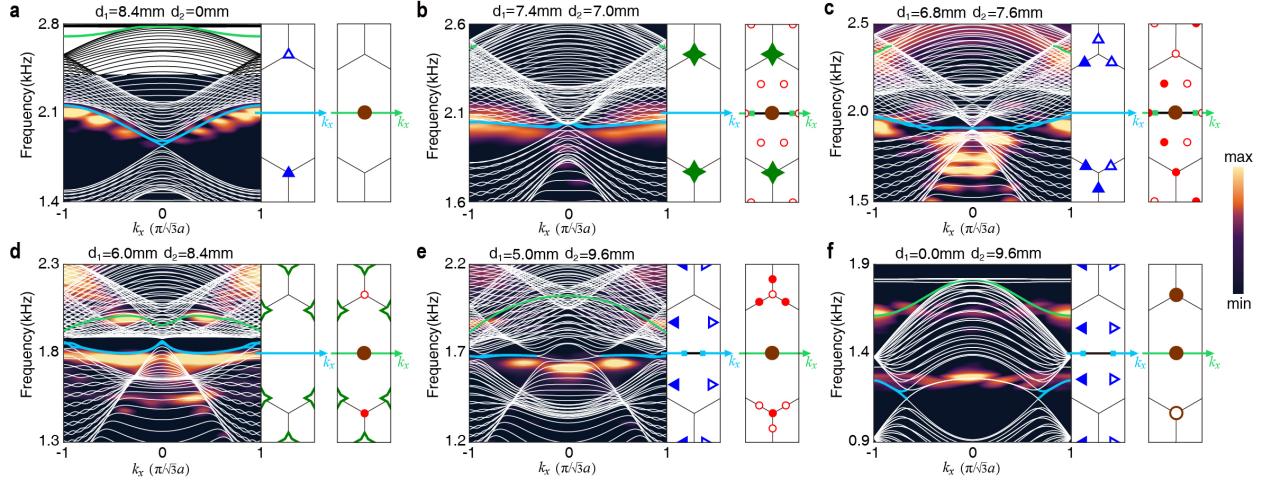 a d₁=8.4mm d₂=0mm
2.8
2.1
1.4
Frequency(kHz)
-1 0 1
kₓ (π/√3a)
kₓ kₓ
b d₁=7.4mm d₂=7.0mm
2.6
2.1
1.6
Frequency(kHz)
-1 0 1
kₓ (π/√3a)
kₓ kₓ
c d₁=6.8mm d₂=7.6mm
2.5
2.0
1.5
Frequency(kHz)
-1 0 1
kₓ (π/√3a)
kₓ kₓ
max
min
d d₁=6.0mm d₂=8.4mm
2.3
1.8
1.3
Frequency(kHz)
-1 0 1
kₓ (π/√3a)
kₓ kₓ
e d₁=5.0mm d₂=9.6mm
2.2
1.7
1.2
Frequency(kHz)
-1 0 1
kₓ (π/√3a)
kₓ kₓ
f d₁=0.0mm d₂=9.6mm
1.9
1.4
0.9
Frequency(kHz)
-1 0 1
kₓ (π/√3a)
kₓ kₓ